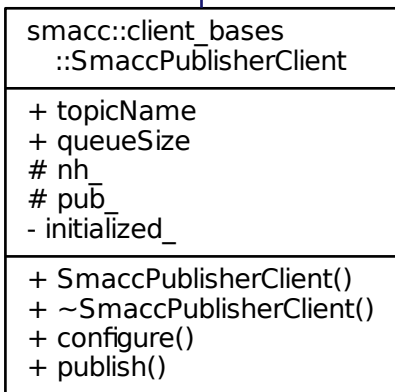 smacc::client_bases
::SmaccPublisherClient
+ topicName
+ queueSize
# nh_
# pub_
- initialized_
+ SmaccPublisherClient()
+ ~SmaccPublisherClient()
+ configure()
+ publish()